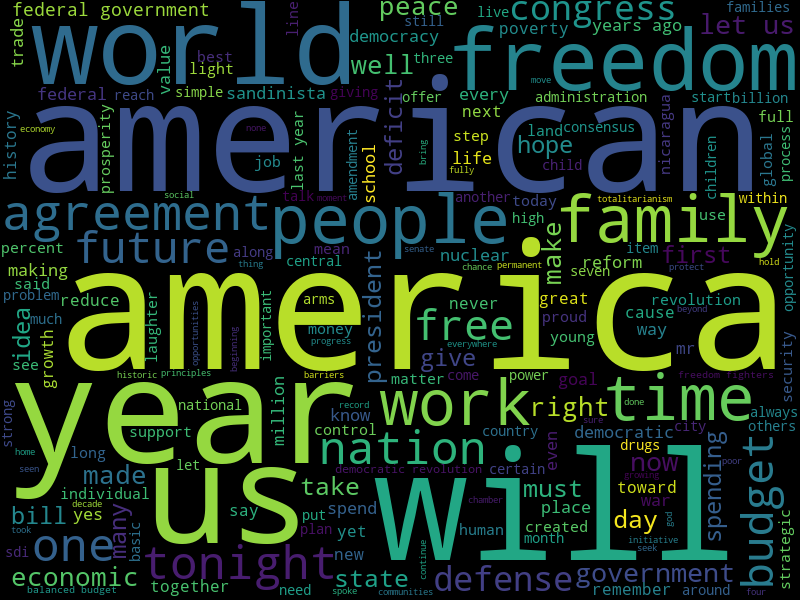 federal government
world
peace
congress
families
live
line
still
democracy
poverty
years ago
let us
trade
freedom
value
best
light
well
three
move
federal
reach
simple
sandinista
giving
offer
every
administration
start
billion
american
history
economy
prosperity
none
job
last year
amendment
school
deficit
bring
next
step
life
fully
hope
land
consensus
child
nicaragua
children
global
full
process
social
talk
moment
another
today
totalitarianism
within
agreement
people
family
high
use
percent
future
along
mean
central
senate
nuclear
make
item
first
opportunity
making
thing
chance
permanent
reform
seven
protect
hold
said
problem
reduce
america
arms
never
great
revolution
much
idea
laughter
opportunities
important
money
president
free
proud
cause
beyond
security
see
growth
beginning
progress
everywhere
young
way
mr
historic
principles
barriers
give
matter
come
power
goal
freedom fighters
year
national
million
record
work
right
done
time
sure
city
always
strong
support
know
control
country
democratic
others
home
let
nation
even
drugs
seen
long
democratic revolution
certain
now
growing
poor
made
decade
us
take
spend
will
must
toward
spending
budget
individual
chamber
place
war
bill
yes
many
say
put
created
day
god
took
one
basic
plan
yet
human
month
initiative
strategic
sdi
tonight
new
continue
seek
economic
together
need
state
defense
government
balanced budget
spoke
communities
remember
around
four